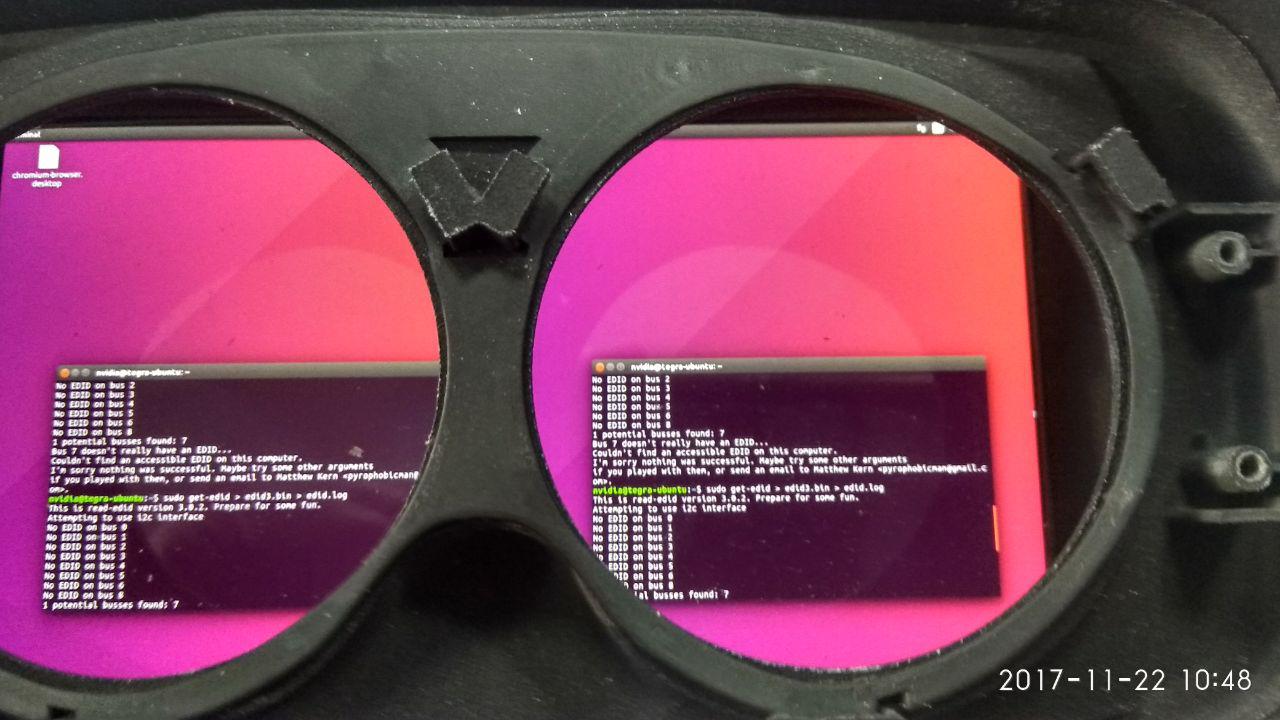 minal
chromium-browser.
desktop
nvidia@tegra-ubuntu: ~
No EDID on bus 2
No EDID on bus 3
No EDID on bus 4
No EDID on bus 5
No EDID on bus 6
No EDID on bus 8
1 potential busses found: 7
Bus 7 doesn't really have an EDID...
Couldn't find an accessible EDID on this computer.
I'm sorry nothing was successful. Maybe try some other arguments
if you played with them, or send an email to Matthew Kern <pyrophobicman@g
om>.
nvidia@tegra-ubuntu:~$ sudo get-edid > edid3.bin > edid.log
This is read-edid version 3.0.2. Prepare for some fun.
Attempting to use i2c interface
No EDID on bus 0
No EDID on bus 1
No EDID on bus 2
No EDID on bus 3
No EDID on bus 4
No EDID on bus 5
No EDID on bus 6
No EDID on bus 8
1 potential busses found: 7
nvidia@tegra-ubuntu: ~
No EDID on bus 2
No EDID on bus 3
No EDID on bus 4
No EDID on bus 5
No EDID on bus 6
No EDID on bus 8
1 potential busses found: 7
Bus 7 doesn't really have an EDID...
Couldn't find an accessible EDID on this computer.
I'm sorry nothing was successful. Maybe try some other arguments
if you played with them, or send an email to Matthew Kern <pyrophobicman@gmail.c
om>.
nvidia@tegra-ubuntu:~$ sudo get-edid > edid3.bin > edid.log
This is read-edid version 3.0.2. Prepare for some fun.
Attempting to use i2c interface
No EDID on bus 0
No EDID on bus 1
No EDID on bus 2
No EDID on bus 3
No EDID on bus 4
o EDID on bus 5
EDID on bus 6
ID on bus 8
ial busses found: 7
2017-11-22 10:48